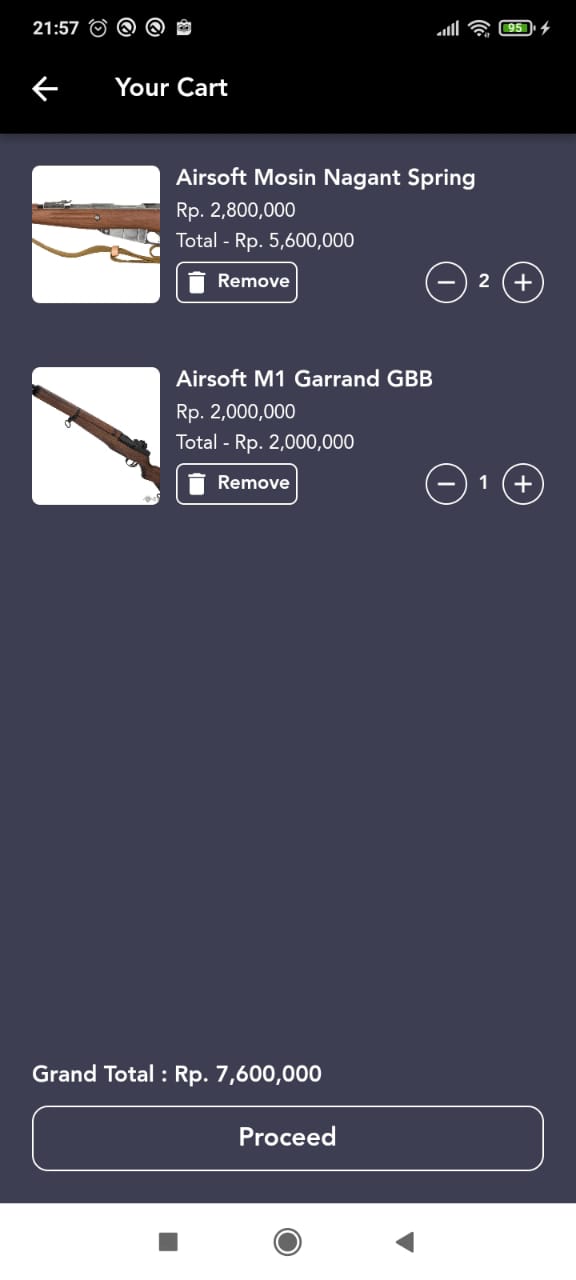 21:57
95
Your Cart
Airsoft Mosin Nagant Spring
Rp. 2,800,000
Total - Rp. 5,600,000
Remove
2
Airsoft M1 Garrand GBB
Rp. 2,000,000
Total - Rp. 2,000,000
Remove
1
Grand Total : Rp. 7,600,000
Proceed